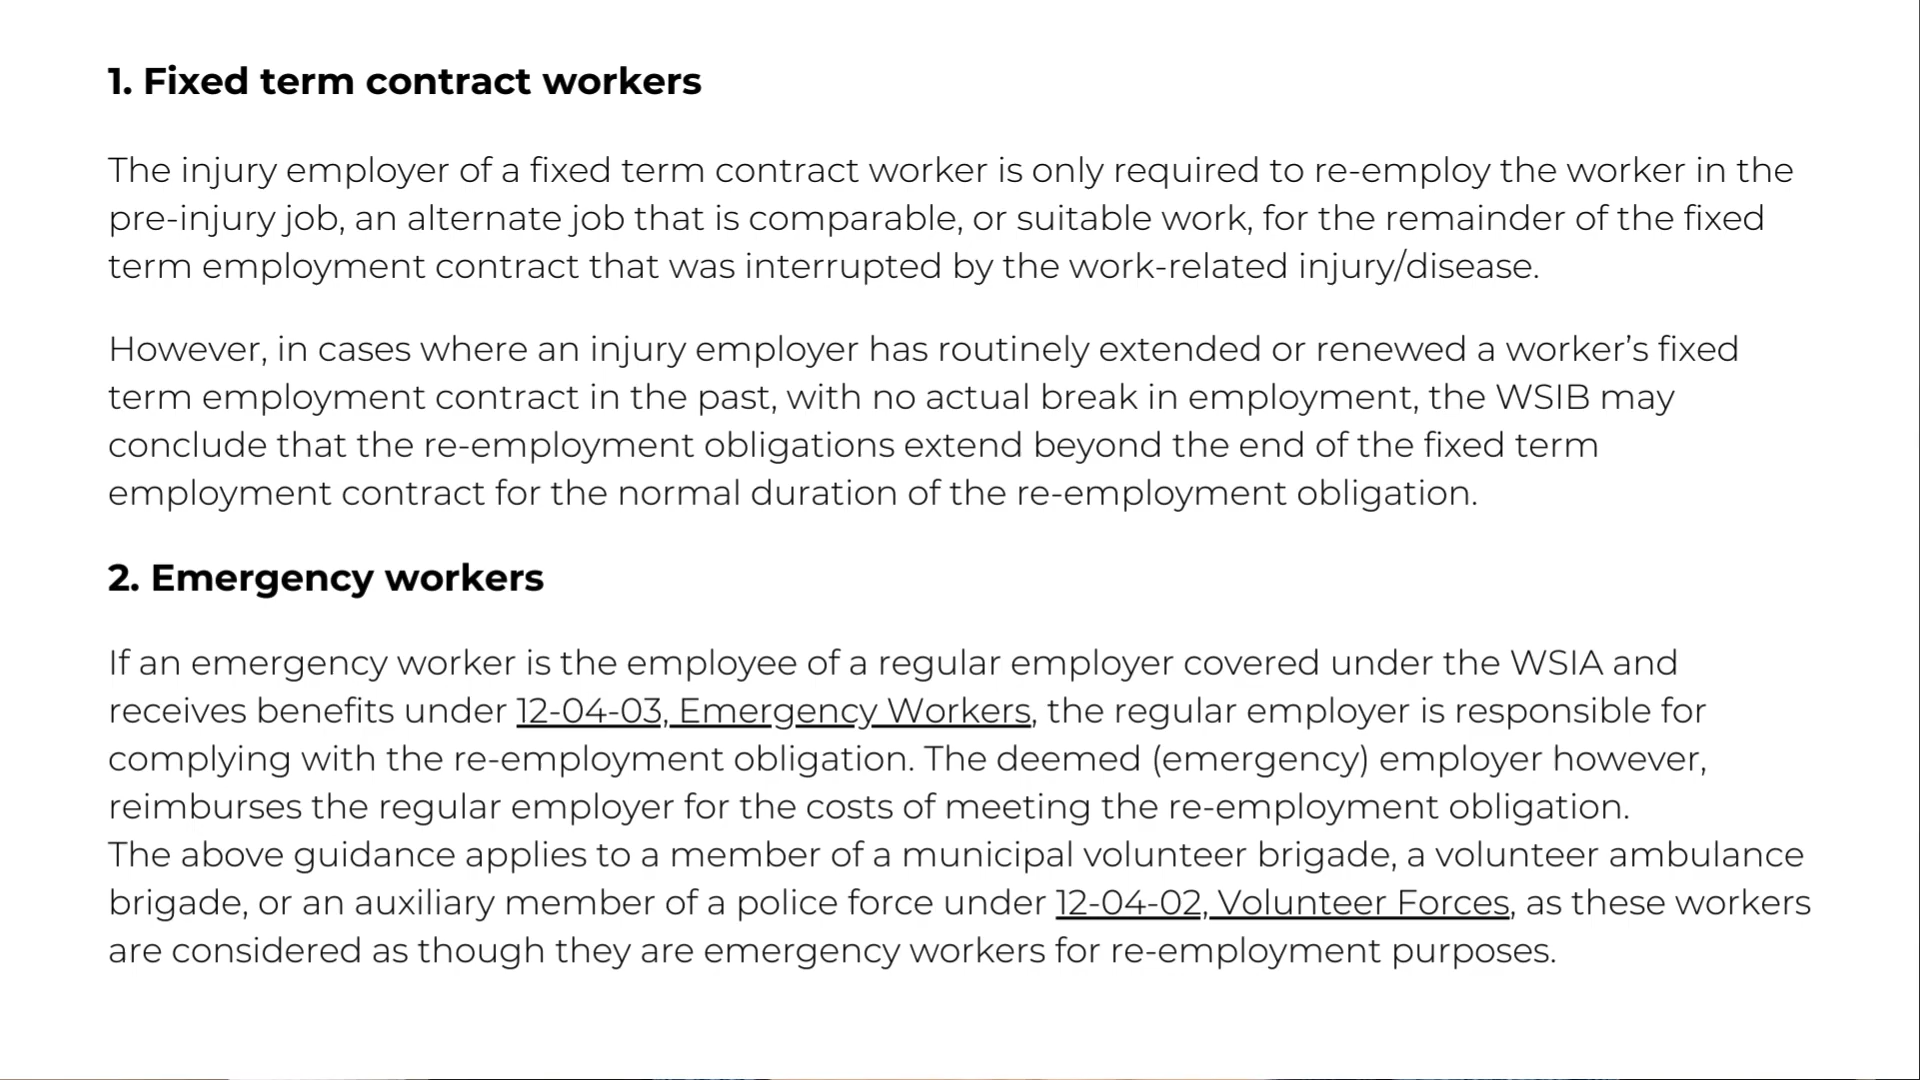 1. Fixed term contract workers
The injury employer of a fixed term contract worker is only required to re-employ the worker in the
pre-injury job, an alternate job that is comparable, or suitable work, for the remainder of the fixed
term employment contract that was interrupted by the work-related injury/disease.
However, in cases where an injury employer has routinely extended or renewed a worker’s fixed
term employment contract in the past, with no actual break in employment, the WSIB may
conclude that the re-employment obligations extend beyond the end of the fixed term
employment contract for the normal duration of the re-employment obligation.
2. Emergency workers
If an emergency worker is the employee of a regular employer covered under the WSIA and
receives benefits under 12-04-03, Emergency Workers, the regular employer is responsible for
complying with the re-employment obligation. The deemed (emergency) employer however,
reimburses the regular employer for the costs of meeting the re-employment obligation.
The above guidance applies to a member of a municipal volunteer brigade, a volunteer ambulance
brigade, or an auxiliary member of a police force under 12-04-02, Volunteer Forces, as these workers
are considered as though they are emergency workers for re-employment purposes.